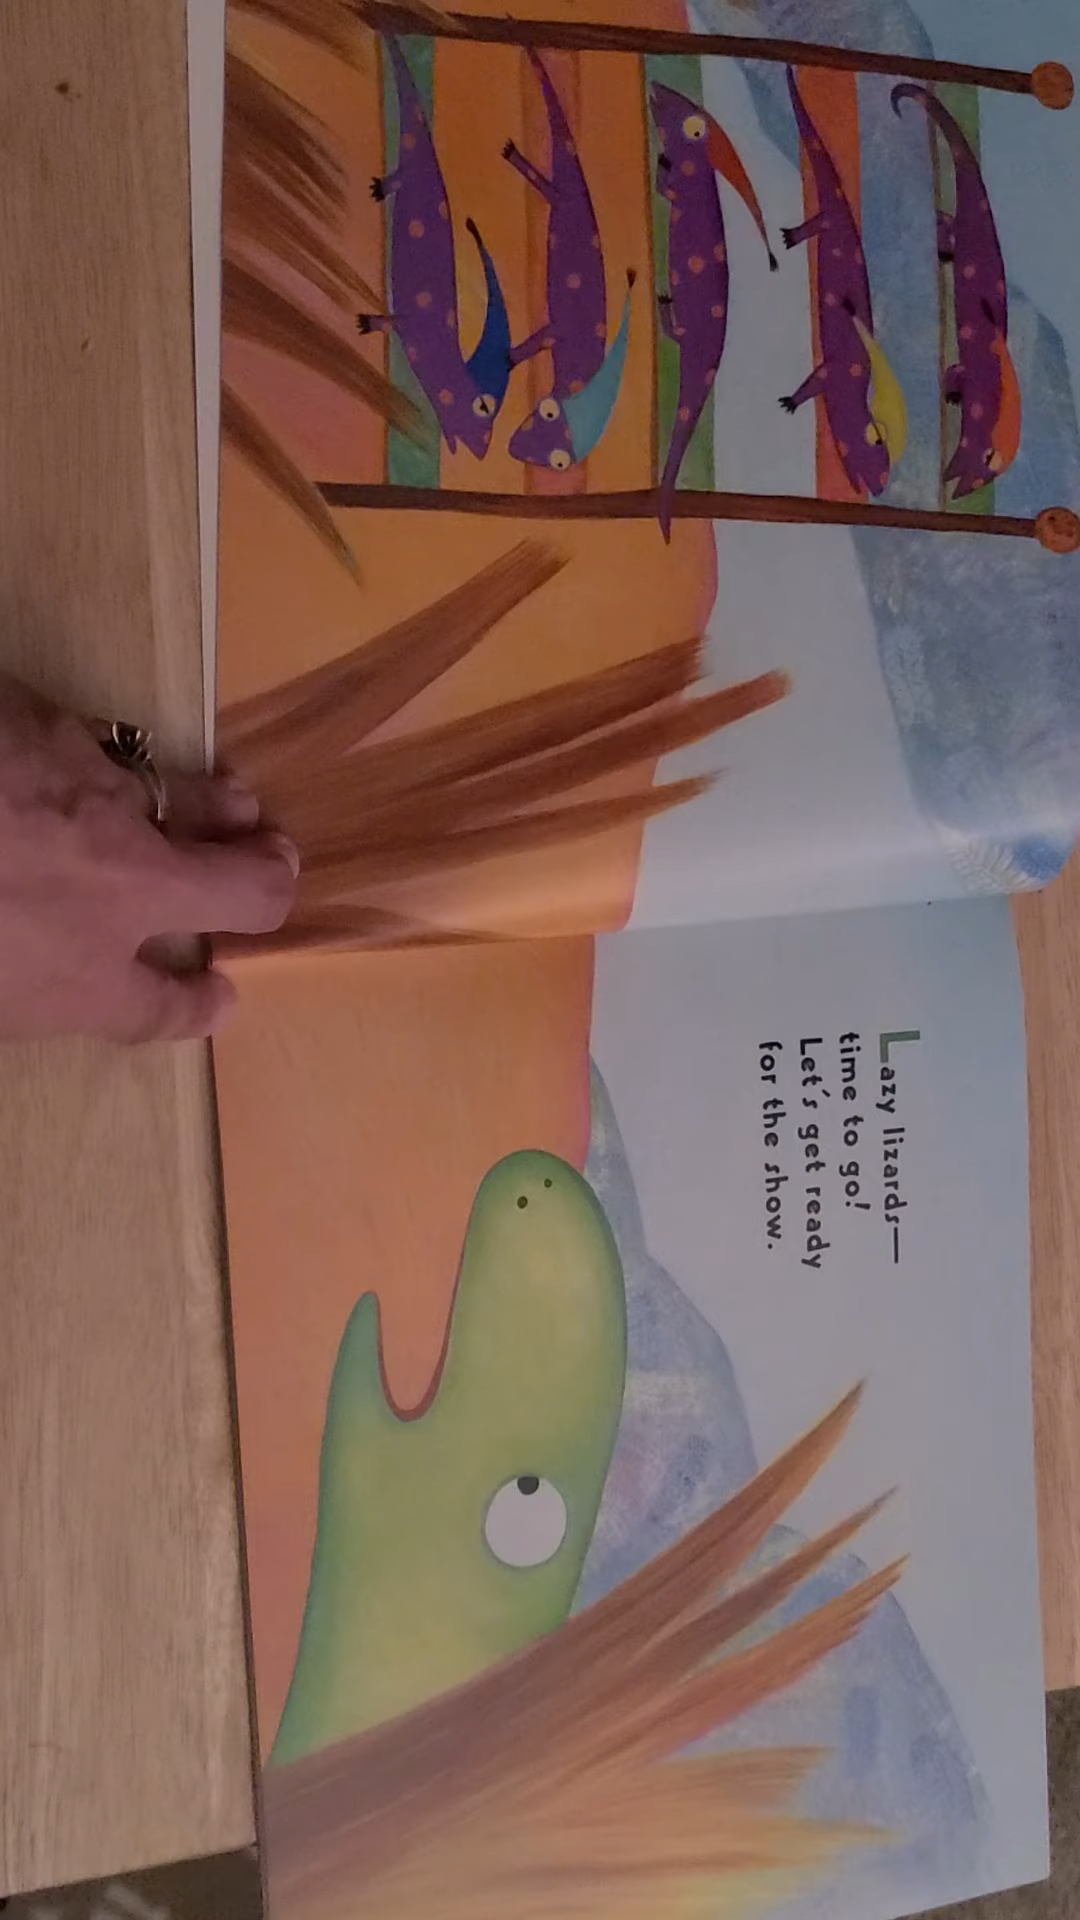 Lazy lizards—
time to go!
Let's get ready
for the show.